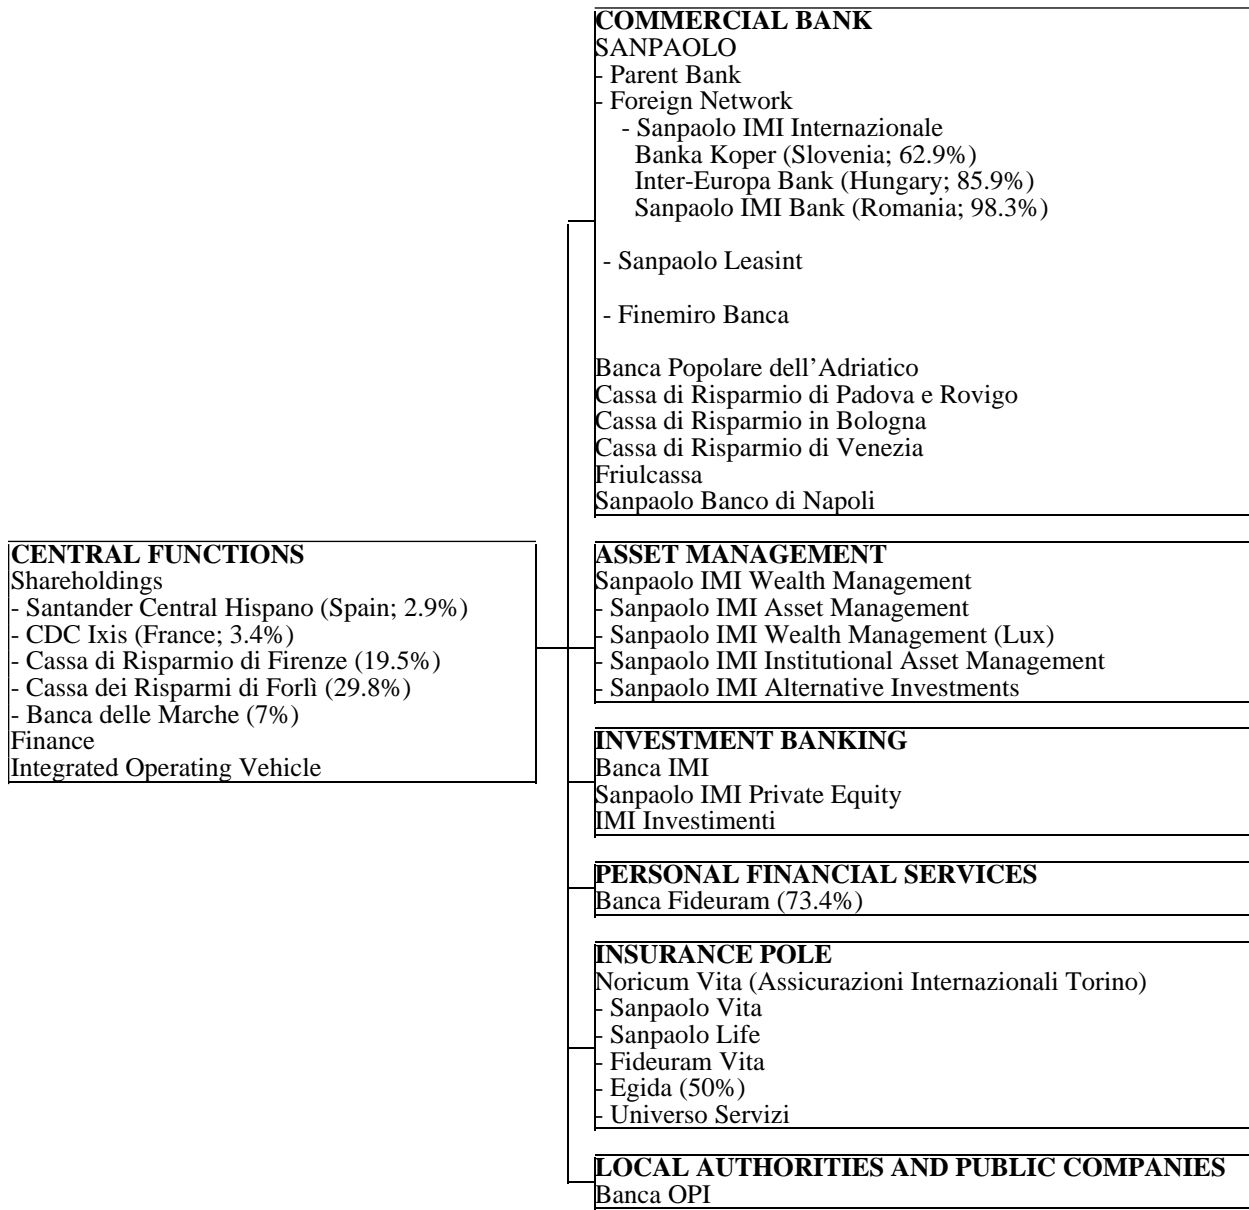 COMMERCIAL BANK
SANPAOLO
- Parent Bank
- Foreign Network
- Sanpaolo IMI Internazionale
Banka Koper (Slovenia; 62.9%)
Inter-Europa Bank (Hungary; 85.9%)
Sanpaolo IMI Bank (Romania; 98.3%)
- Sanpaolo Leasint
- Finemiro Banca
Banca Popolare dell’Adriatico
Cassa di Risparmio di Padova e Rovigo
Cassa di Risparmio in Bologna
Cassa di Risparmio di Venezia
Friulcassa
Sanpaolo Banco di Napoli
CENTRAL FUNCTIONS
Shareholdings
- Santander Central Hispano (Spain; 2.9%)
- CDC Ixis (France; 3.4%)
- Cassa di Risparmio di Firenze (19.5%)
- Cassa dei Risparmi di Forlì (29.8%)
- Banca delle Marche (7%)
Finance
Integrated Operating Vehicle
ASSET MANAGEMENT
Sanpaolo IMI Wealth Management
- Sanpaolo IMI Asset Management
- Sanpaolo IMI Wealth Management (Lux)
- Sanpaolo IMI Institutional Asset Management
- Sanpaolo IMI Alternative Investments
INVESTMENT BANKING
Banca IMI
Sanpaolo IMI Private Equity
IMI Investimenti
PERSONAL FINANCIAL SERVICES
Banca Fideuram (73.4%)
INSURANCE POLE
Noricum Vita (Assicurazioni Internazionali Torino)
- Sanpaolo Vita
- Sanpaolo Life
- Fideuram Vita
- Egida (50%)
- Universo Servizi
LOCAL AUTHORITIES AND PUBLIC COMPANIES
Banca OPI